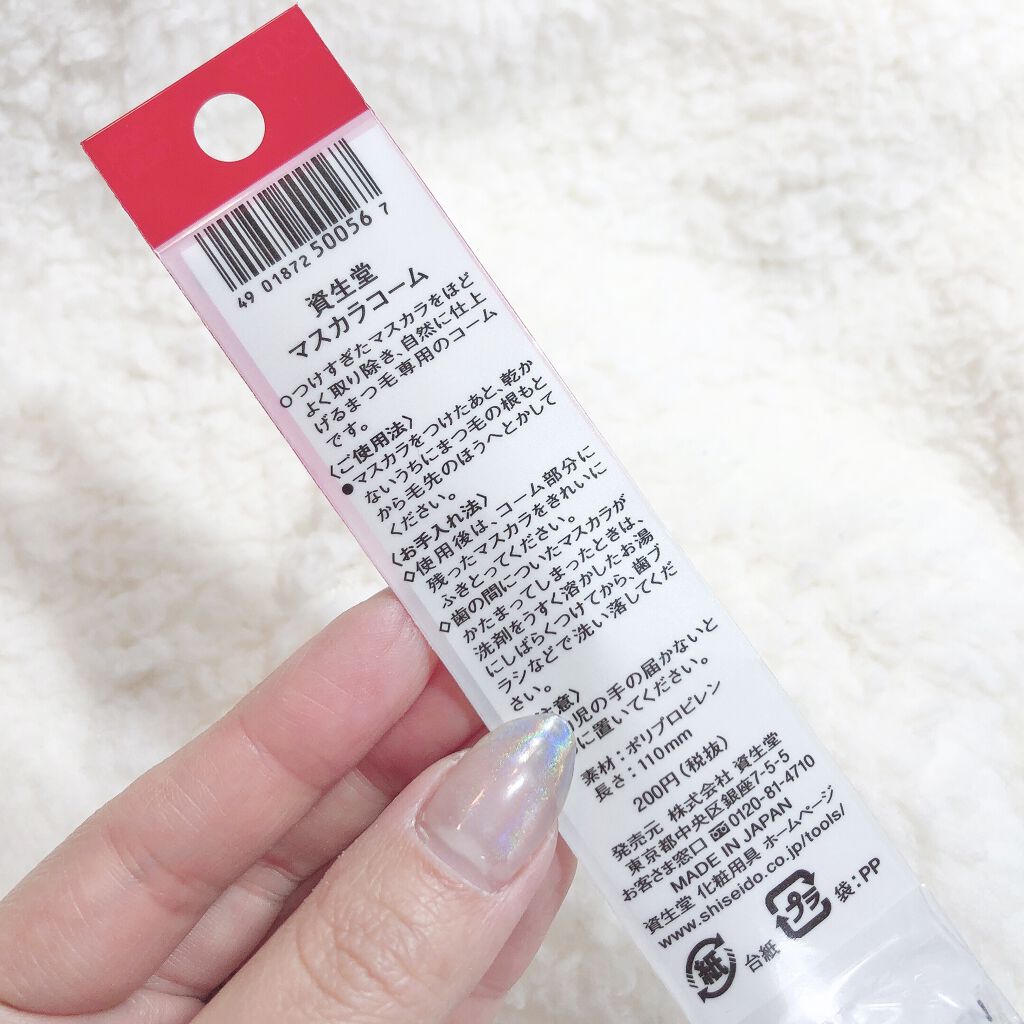 49 01872 50056 7
資生堂
マスカラコーム
○つけすぎたマスカラをほど
よく取り除き、自然に仕上
げるまつ毛専用のコーム
です。
〈ご使用法〉
●マスカラをつけたあと、乾か
ないうちにまつ毛の根もと
から毛先のほうへとかして
ください。
〈お手入れ法〉
◇使用後は、コーム部分に
残ったマスカラをきれいに
ふきとってください。
◇歯の間についたマスカラが
かたまってしまったときは、
洗剤をうすく溶かしたお湯
にしばらくつけてから、歯ブ
ラシなどで洗い落してくだ
さい。
意〉
児の手の届かないと
に置いてください。
素材:ポリプロピレン
長さ:110mm
200円(税抜)
発売元 株式会社 資生堂
東京都中央区銀座7-5-5
お客さま窓口 0120-81-4710
MADE IN JAPAN
資生堂 化粧用具 ホームページ
www.shiseido.co.jp/tools/
紙 台紙 プラ 袋:PP